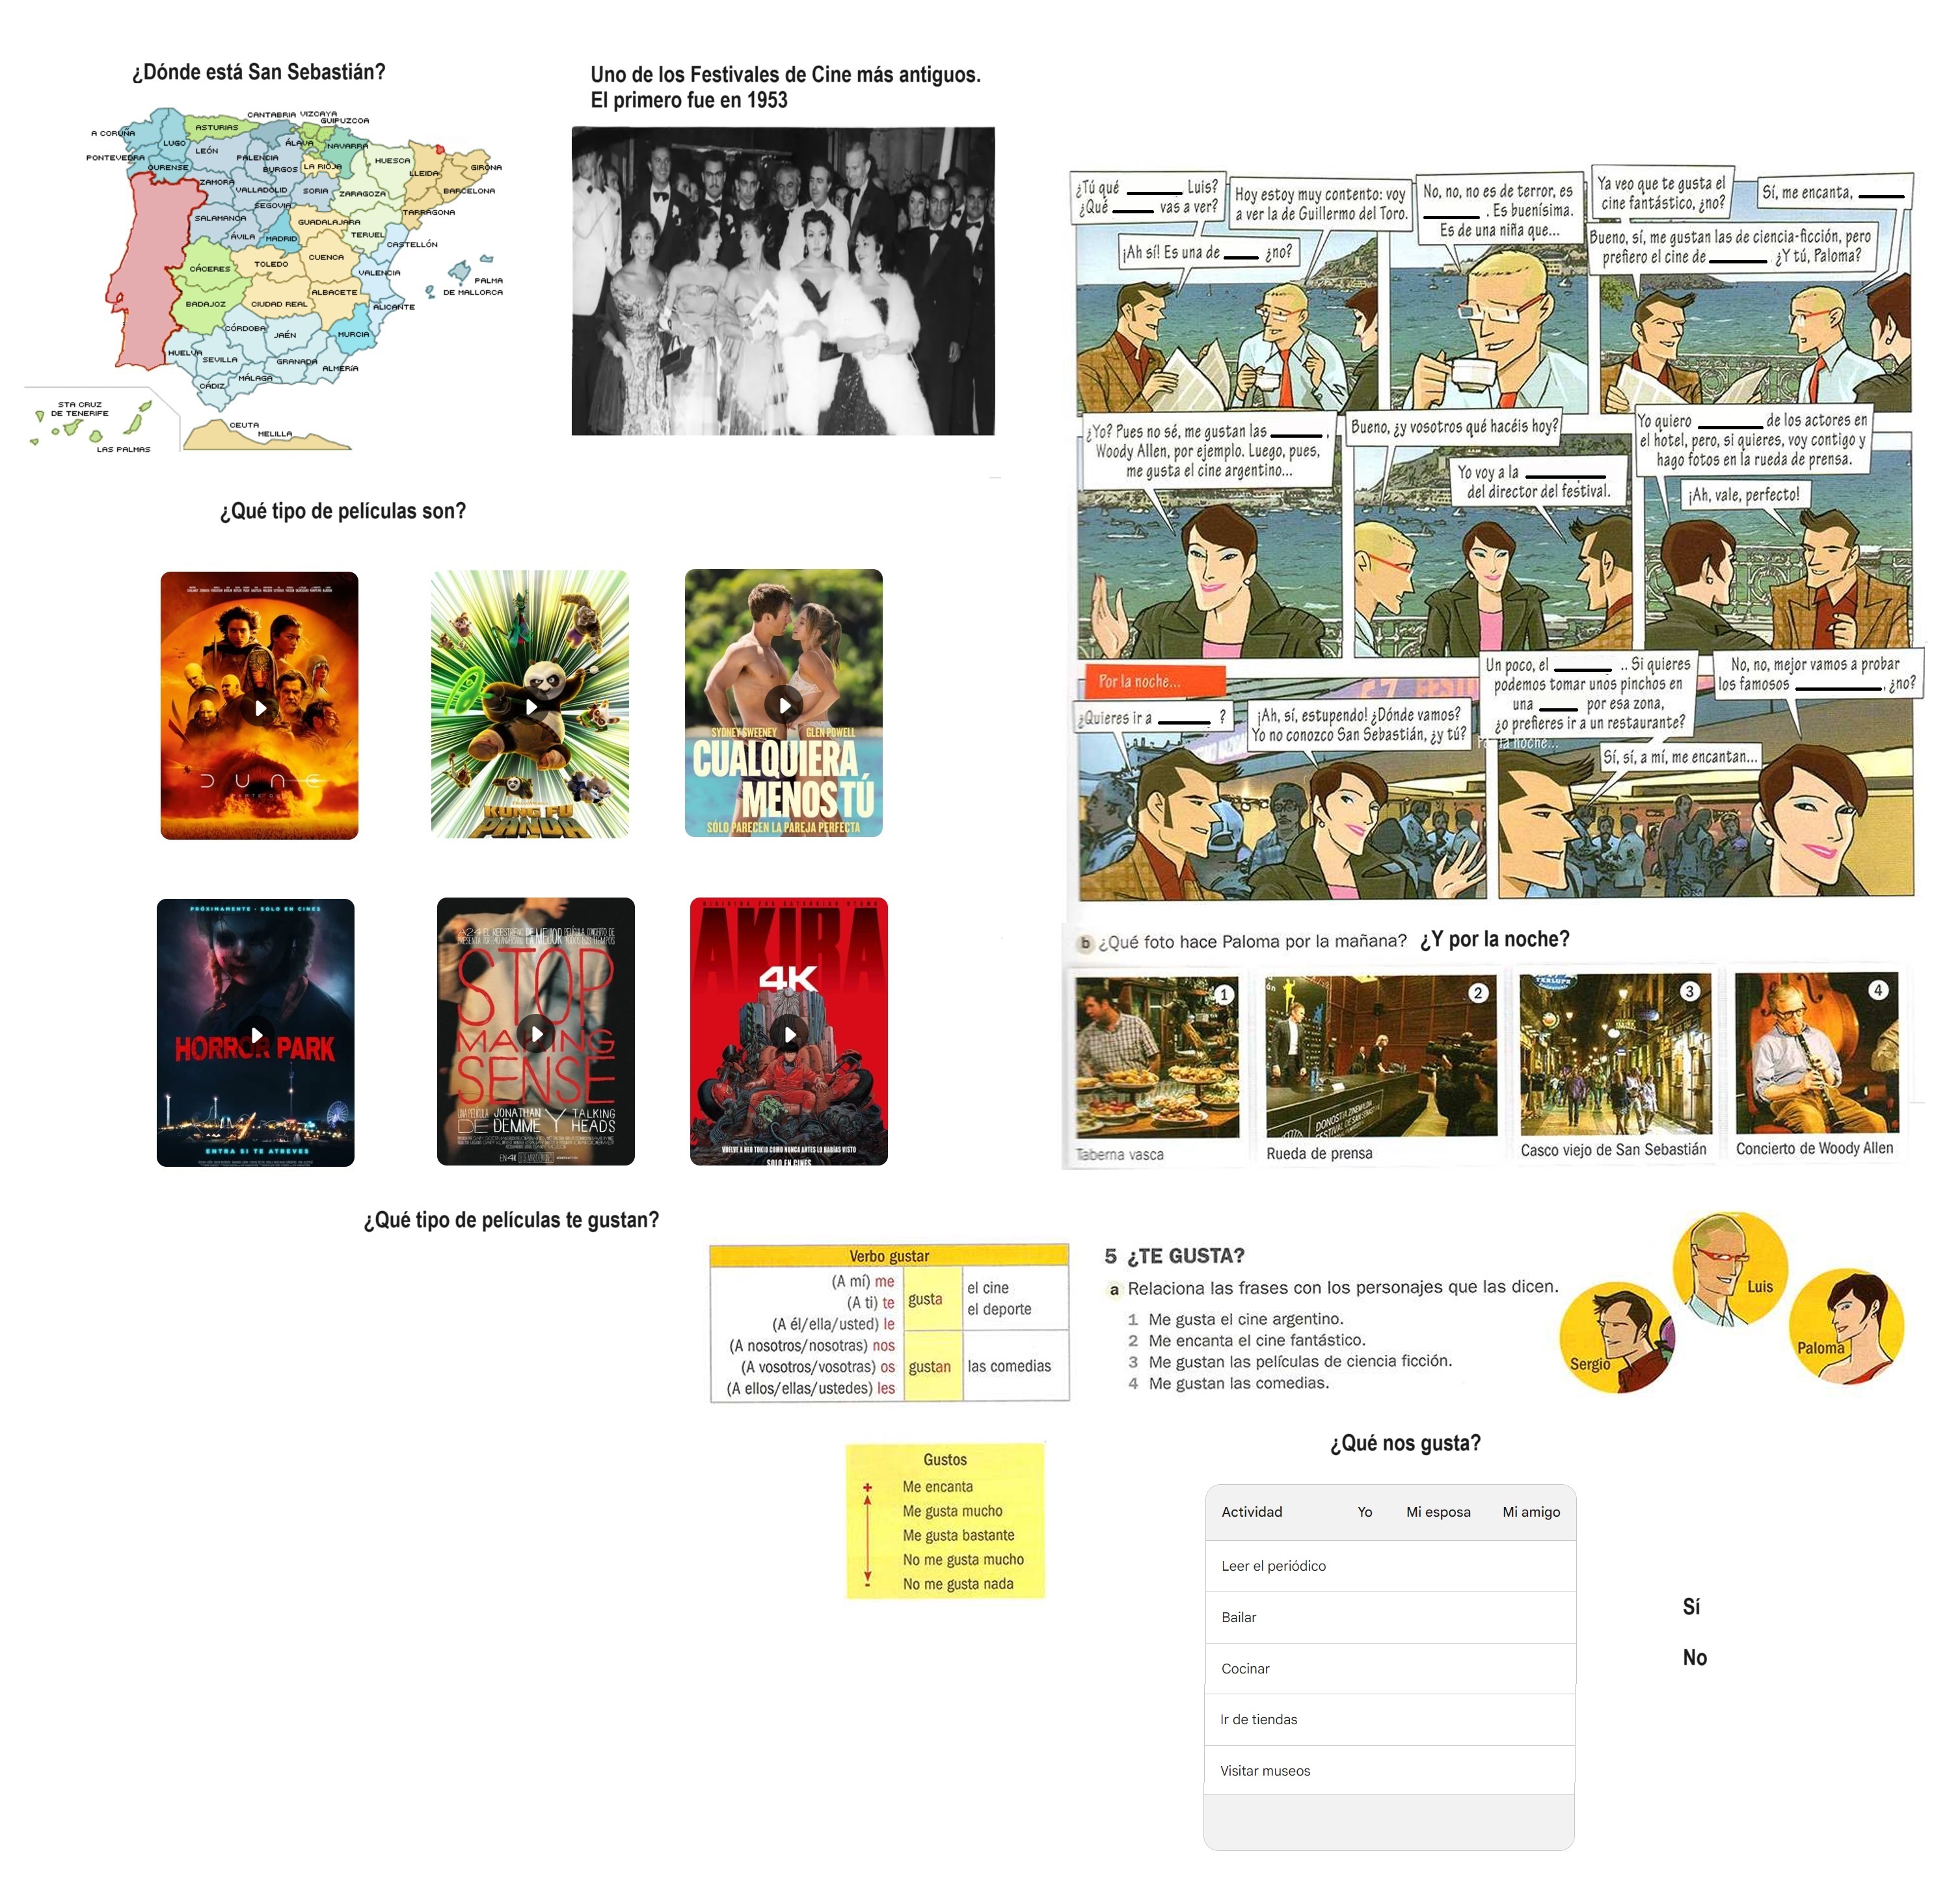 ¿Dónde está San Sebastián?
CANTABRIA
VIZCAYA
GUIPUZCOA
A CORUÑA
ASTURIAS
LUGO
LEÓN
ÁLAVA
NAVARRA
PONTEVEDRA
OURENSE
PALENCIA
BURGOS
LA RIOJA
HUESCA
LLEIDA
GIRONA
ZAMORA
VALLADOLID
SORIA
ZARAGOZA
BARCELONA
SEGOVIA
TARRAGONA
SALAMANCA
GUADALAJARA
ÁVILA
MADRID
TERUEL
CASTELLÓN
CÁCERES
TOLEDO
CUENCA
VALENCIA
PALMA
DE MALLORCA
BADAJOZ
CIUDAD REAL
ALBACETE
ALICANTE
CÓRDOBA
JAÉN
MURCIA
HUELVA
SEVILLA
GRANADA
ALMERÍA
CÁDIZ
MÁLAGA
STA CRUZ
DE TENERIFE
LAS PALMAS
CEUTA
MELILLA
Uno de los Festivales de Cine más antiguos.
El primero fue en 1953
¿Qué tipo de películas son?
DUNE
KUNG FU
PANDA
SYDNEY SWEENEY GLEN POWELL
CUALQUIERA
MENOS TÚ
SÓLO PARECEN LA PAREJA PERFECTA
PRÓXIMAMENTE - SOLO EN CINES
HORROR PARK
ENTRA SI TE ATREVES
STOP
MAKING
SENSE
UNA PELÍCULA DE JONATHAN DEMME Y TALKING HEADS
AKIRA
4K
VUELVE A NEO TOKIO COMO NUNCA ANTES LO HABÍAS VISTO
SOLO EN CINES
¿Qué tipo de películas te gustan?
Verbo gustar
(A mí) me
(A ti) te
(A él/ella/usted) le
(A nosotros/nosotras) nos
(A vosotros/vosotras) os
(A ellos/ellas/ustedes) les
gusta
gustan
el cine
el deporte
las comedias
Gustos
+ Me encanta
Me gusta mucho
Me gusta bastante
No me gusta mucho
- No me gusta nada
¿Tú qué ______ Luis?
¿Qué ______ vas a ver?
Hoy estoy muy contento: voy
a ver la de Guillermo del Toro.
¡Ah sí! Es una de ______ ¿no?
No, no, no es de terror, es
______ . Es buenísima.
Es de una niña que...
Ya veo que te gusta el
cine fantástico, ¿no?
Sí, me encanta, ______
Bueno, sí, me gustan las de ciencia-ficción, pero
prefiero el cine de ______ ¿Y tú, Paloma?
¿Yo? Pues no sé, me gustan las ______ ,
Woody Allen, por ejemplo. Luego, pues,
me gusta el cine argentino...
Bueno, ¿y vosotros qué hacéis hoy?
Yo voy a la ______
del director del festival.
Yo quiero ______ de los actores en
el hotel, pero, si quieres, voy contigo y
hago fotos en la rueda de prensa.
¡Ah, vale, perfecto!
Por la noche...
¿Quieres ir a ______ ?
¡Ah, sí, estupendo! ¿Dónde vamos?
Yo no conozco San Sebastián, ¿y tú?
Un poco, el ______ .. Si quieres
podemos tomar unos pinchos en
una ______ por esa zona,
¿o prefieres ir a un restaurante?
No, no, mejor vamos a probar
los famosos ______ , ¿no?
Sí, sí, a mí, me encantan...
b ¿Qué foto hace Paloma por la mañana? ¿Y por la noche?
1
2
3
4
Taberna vasca
Rueda de prensa
Casco viejo de San Sebastián
Concierto de Woody Allen
5 ¿TE GUSTA?
a Relaciona las frases con los personajes que las dicen.
1 Me gusta el cine argentino.
2 Me encanta el cine fantástico.
3 Me gustan las películas de ciencia ficción.
4 Me gustan las comedias.
Sergio
Luis
Paloma
¿Qué nos gusta?
Actividad Yo Mi esposa Mi amigo
Leer el periódico
Bailar
Cocinar
Ir de tiendas
Visitar museos
Sí
No